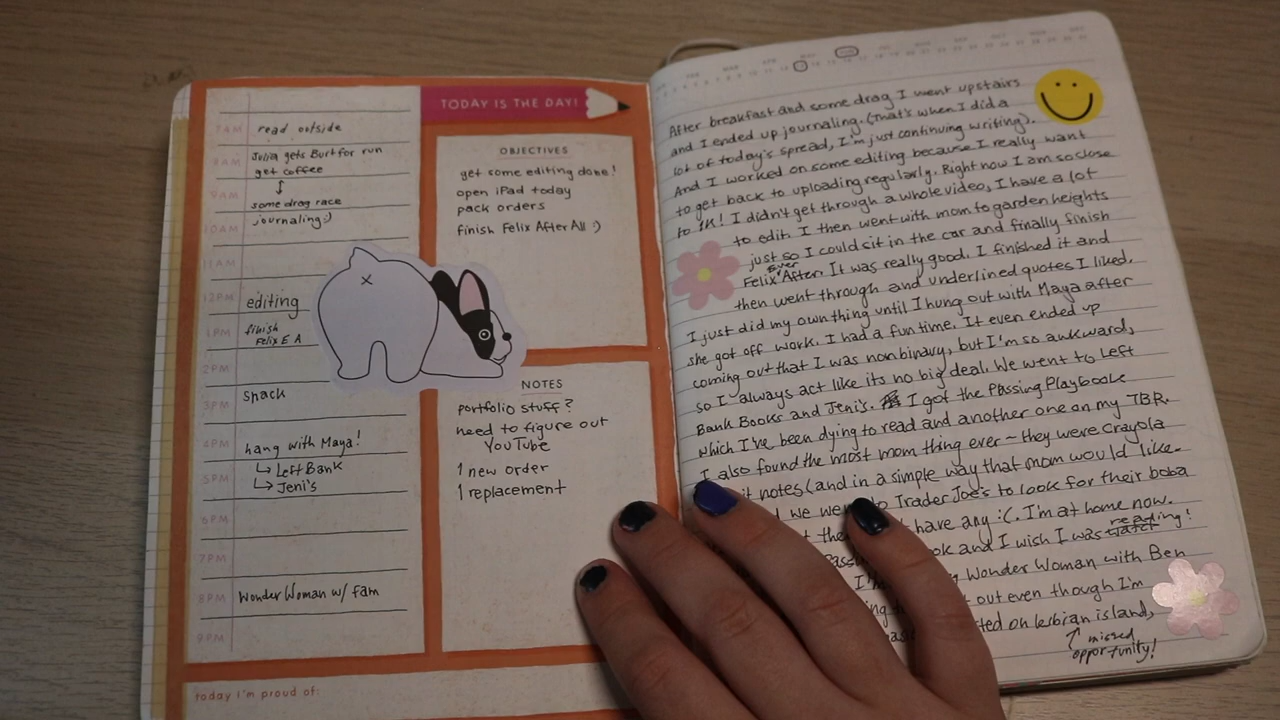 7AM read outside
8AM Julia gets Burt for run
get coffee
9AM
some drag race
journaling :)
10AM
11AM
12PM editing
1PM finish
Felix E A
2PM
snack
3PM
4PM hang with Maya!
↳ Left Bank
5PM ↳ Jeni's
6PM
7PM
8PM Wonder Woman w/ fam
9PM
today I'm proud of:
TODAY IS THE DAY!
OBJECTIVES
get some editing done!
open iPad today
pack orders
finish Felix After All :)
NOTES
portfolio stuff?
need to figure out
YouTube
1 new order
1 replacement
After breakfast and some drag I went upstairs
and I ended up journaling. (That's when I did a
lot of today's spread, I'm just continuing writing).
And I worked on some editing because I really want
to get back to uploading regularly. Right now I am so close
to 1K! I didn't get through a whole video, I have a lot
to edit. I then went with mom to garden heights
just so I could sit in the car and finally finish
Felix Ever After. It was really good. I finished it and
then went through and underlined quotes I liked.
I just did my own thing until I hung out with Maya after
she got off work. I had a fun time. It even ended up
coming out that I was nonbinary, but I'm so awkward,
so I always act like its no big deal. We went to Left
Bank Books and Jeni's. I got the Passing Playbook
which I've been dying to read and another one on my TBR.
I also found the most mom thing ever ~ they were Crayola
it notes (and in a simple way that mom would like.
we went to Trader Joe's to look for their boba
the have any :(. I'm at home now.
ook and I wish I was reading!
Wonder Woman with Ben
out even though I'm
ted on lesbian island,
↑ missed
opportunity!